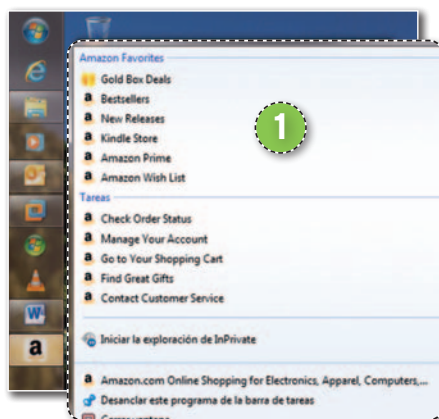 Amazon Favorites
Gold Box Deals
a Bestsellers
a New Releases
a Kindle Store
a Amazon Prime
a Amazon Wish List
1
Tareas
a Check Order Status
a Manage Your Account
a Go to Your Shopping Cart
a Find Great Gifts
a Contact Customer Service
Iniciar la exploración de InPrivate
a Amazon.com Online Shopping for Electronics, Apparel, Computers,...
Desanclar este programa de la barra de tareas
Cerrar ventana
W
a